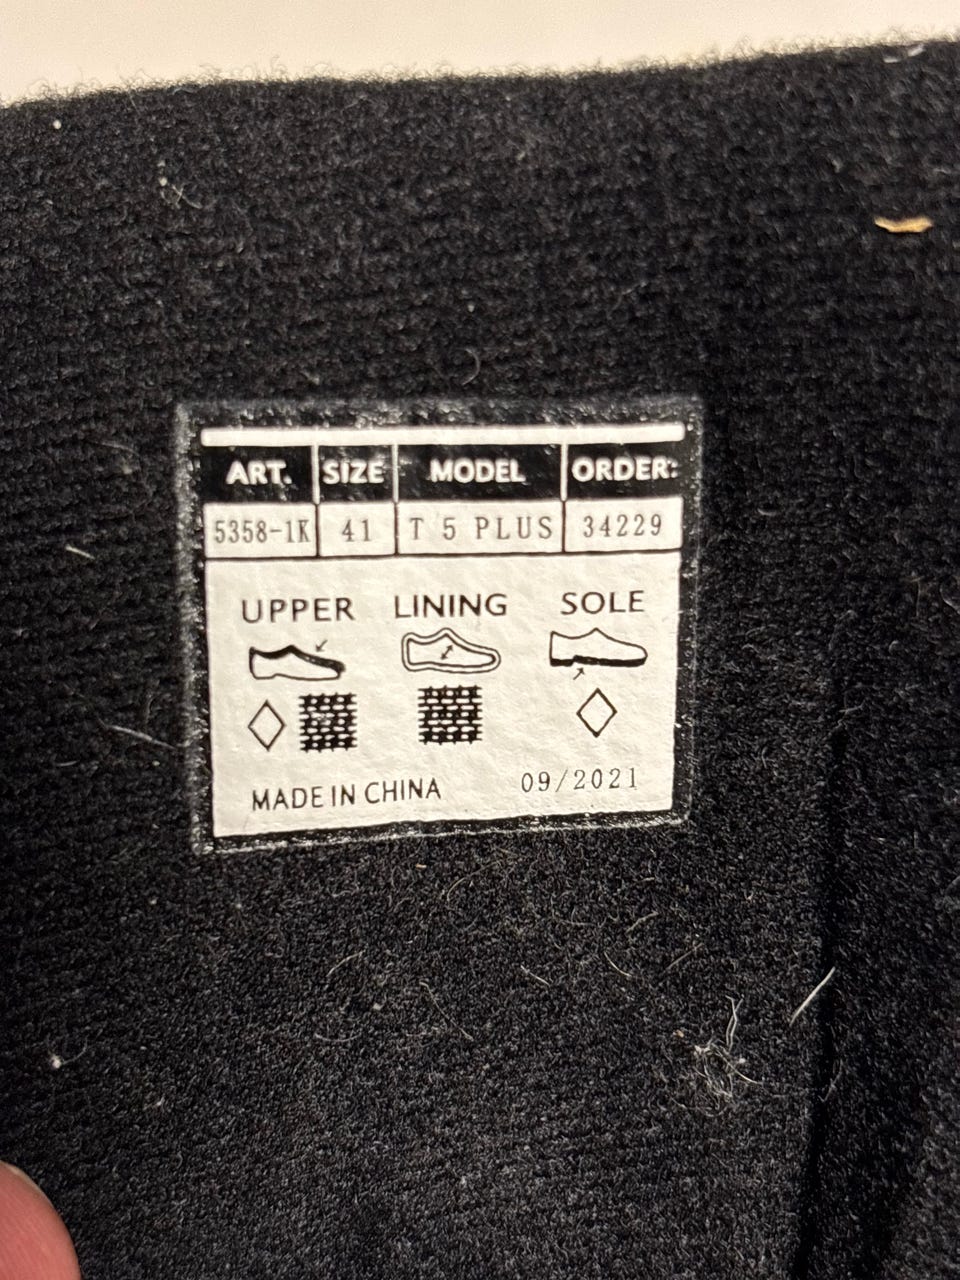 ART. SIZE MODEL ORDER:
5358-1K 41 T 5 PLUS 34229
UPPER LINING SOLE
MADE IN CHINA 09/2021